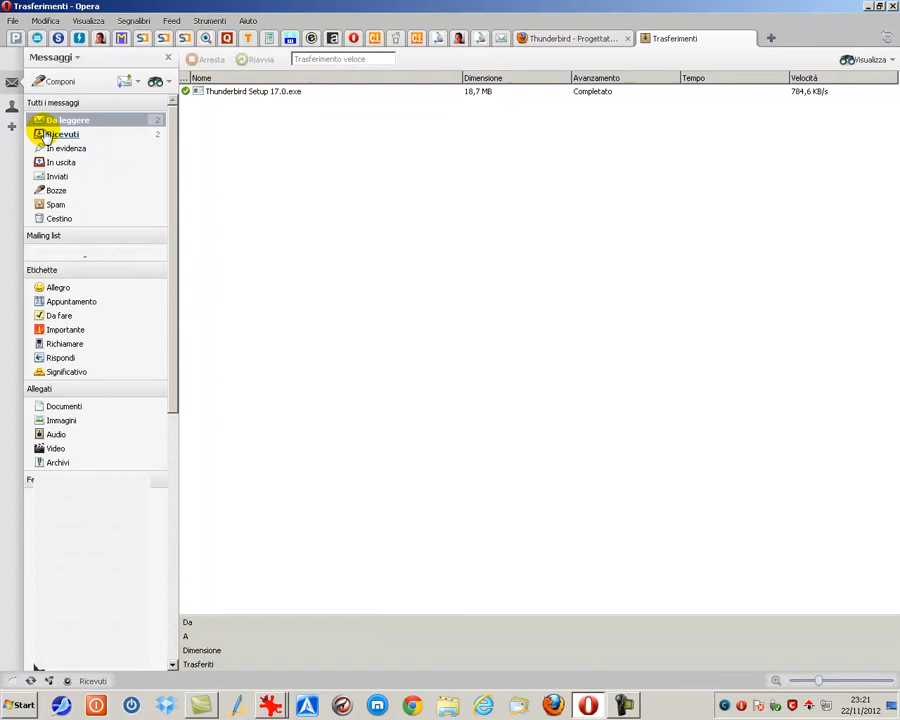 Trasferimenti - Opera
File Modifica Visualizza Segnalibri Feed Strumenti Aiuto
Thunderbird - Progettat... Trasferimenti
Messaggi Arresta Riavvia Trasferimento veloce Visualizza
Componi ... Nome Dimensione Avanzamento Tempo Velocità
Thunderbird Setup 17.0.exe 18,7 MB Completato 784,6 KB/s
Tutti i messaggi
Da leggere 2
Ricevuti 2
In evidenza
In uscita
Inviati
Bozze
Spam
Cestino
Mailing list
Etichette
Allegro
Appuntamento
Da fare
Importante
Richiamare
Rispondi
Significativo
Allegati
Documenti
Immagini
Audio
Video
Archivi
Da
A
Dimensione
Trasferiti
Ricevuti
Start 23:21
22/11/2012